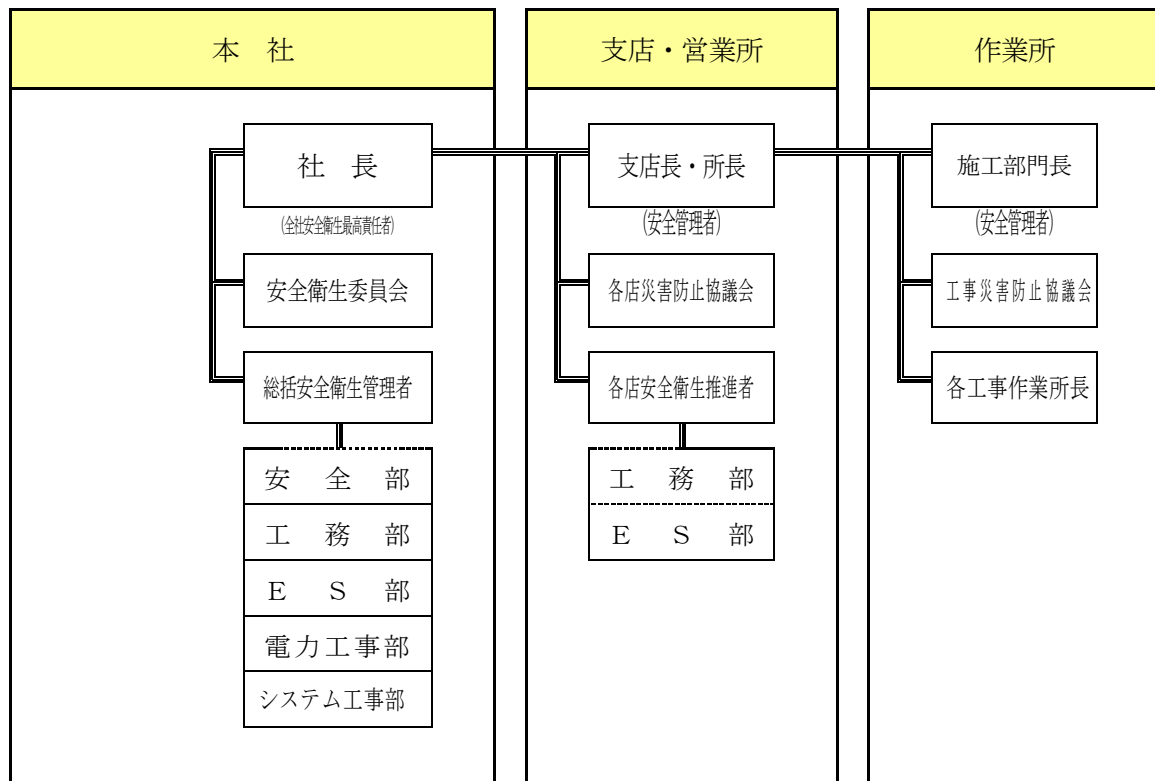 本 社
社 長
(全社安全衛生最高責任者)
安全衛生委員会
総括安全衛生管理者
安 全 部
工 務 部
E S 部
電力工事部
システム工事部
支店・営業所
支店長・所長
(安全管理者)
各店災害防止協議会
各店安全衛生推進者
工 務 部
E S 部
作業所
施工部門長
(安全管理者)
工事災害防止協議会
各工事作業所長